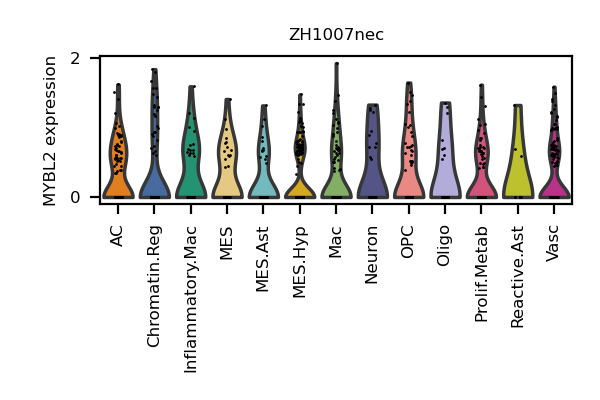 ZH1007nec
MYBL2 expression
2
0
AC
Chromatin.Reg
Inflammatory.Mac
MES
MES.Ast
MES.Hyp
Mac
Neuron
OPC
Oligo
Prolif.Metab
Reactive.Ast
Vasc